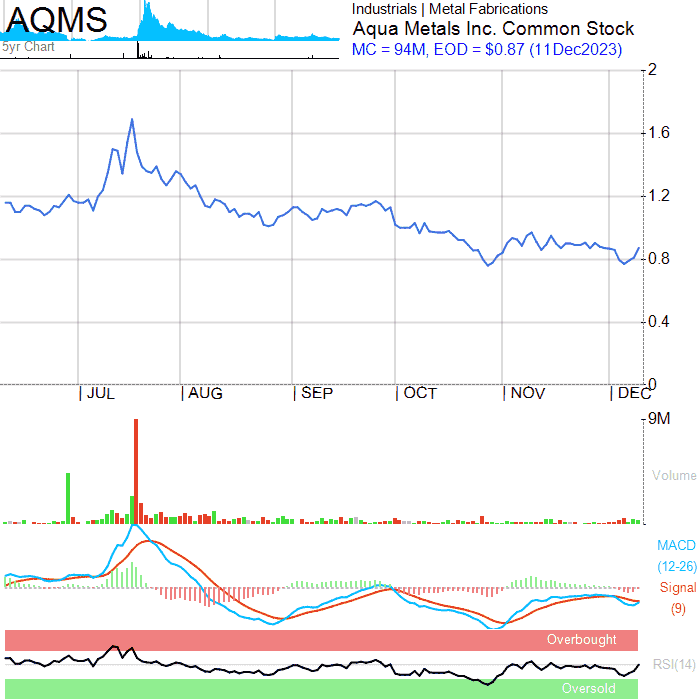 AQMS
5yr Chart
Industrials | Metal Fabrications
Aqua Metals Inc. Common Stock
MC = 94M, EOD = $0.87 (11Dec2023)
2
1.6
1.2
0.8
0.4
0
| JUL | AUG | SEP | OCT | NOV | DEC
9M
Volume
MACD
(12-26)
Signal
(9)
Overbought
RSI(14)
Oversold